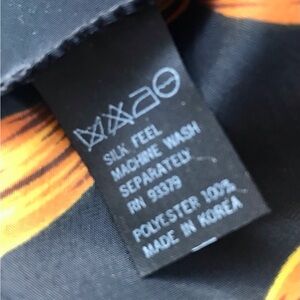 SILK FEEL
MACHINE WASH
SEPARATELY
RN 93379
POLYESTER 100%
MADE IN KOREA